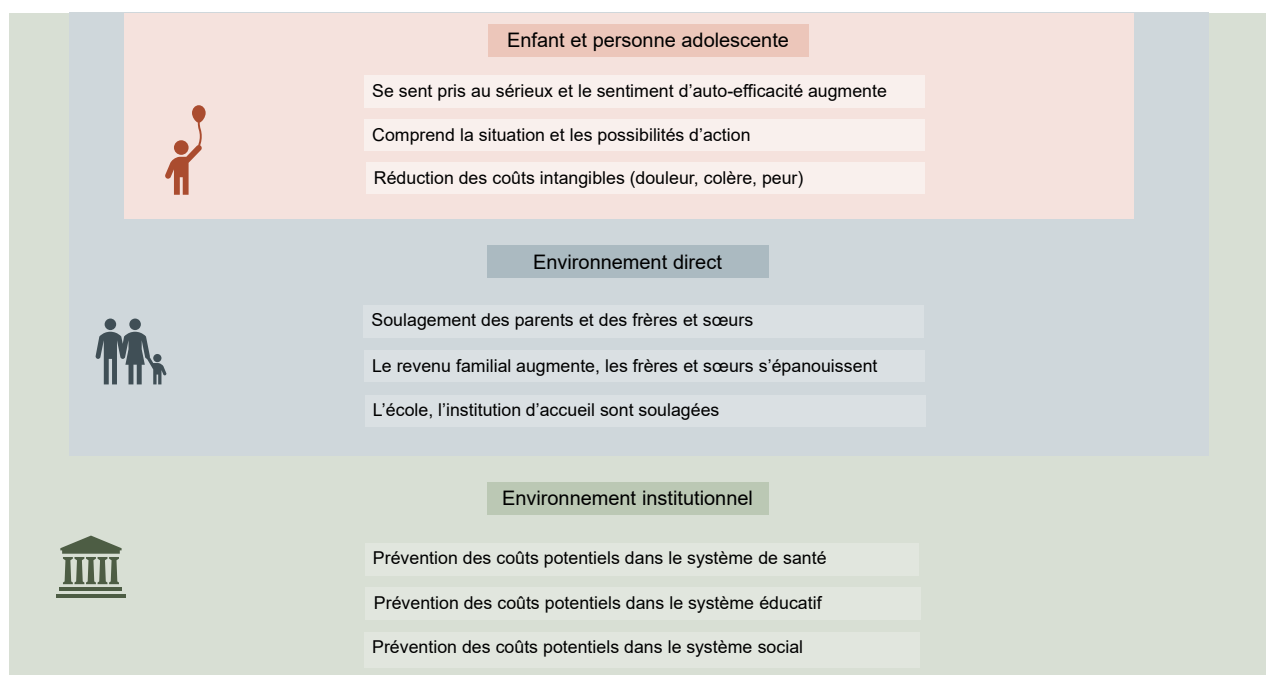 Enfant et personne adolescente
Se sent pris au sérieux et le sentiment d’auto-efficacité augmente
Comprend la situation et les possibilités d’action
Réduction des coûts intangibles (douleur, colère, peur)
Environnement direct
Soulagement des parents et des frères et sœurs
Le revenu familial augmente, les frères et sœurs s’épanouissent
L’école, l’institution d’accueil sont soulagées
Environnement institutionnel
Prévention des coûts potentiels dans le système de santé
Prévention des coûts potentiels dans le système éducatif
Prévention des coûts potentiels dans le système social